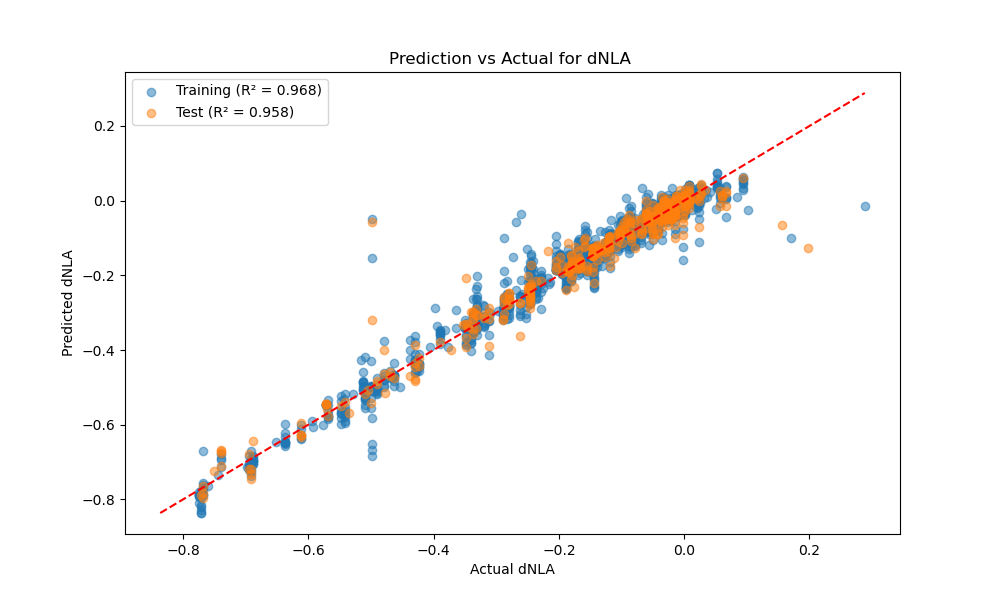 Prediction vs Actual for dNLA
Training (R² = 0.968)
Test (R² = 0.958)
0.2
0.0
−0.2
−0.4
−0.6
−0.8
Predicted dNLA
−0.8 −0.6 −0.4 −0.2 0.0 0.2
Actual dNLA